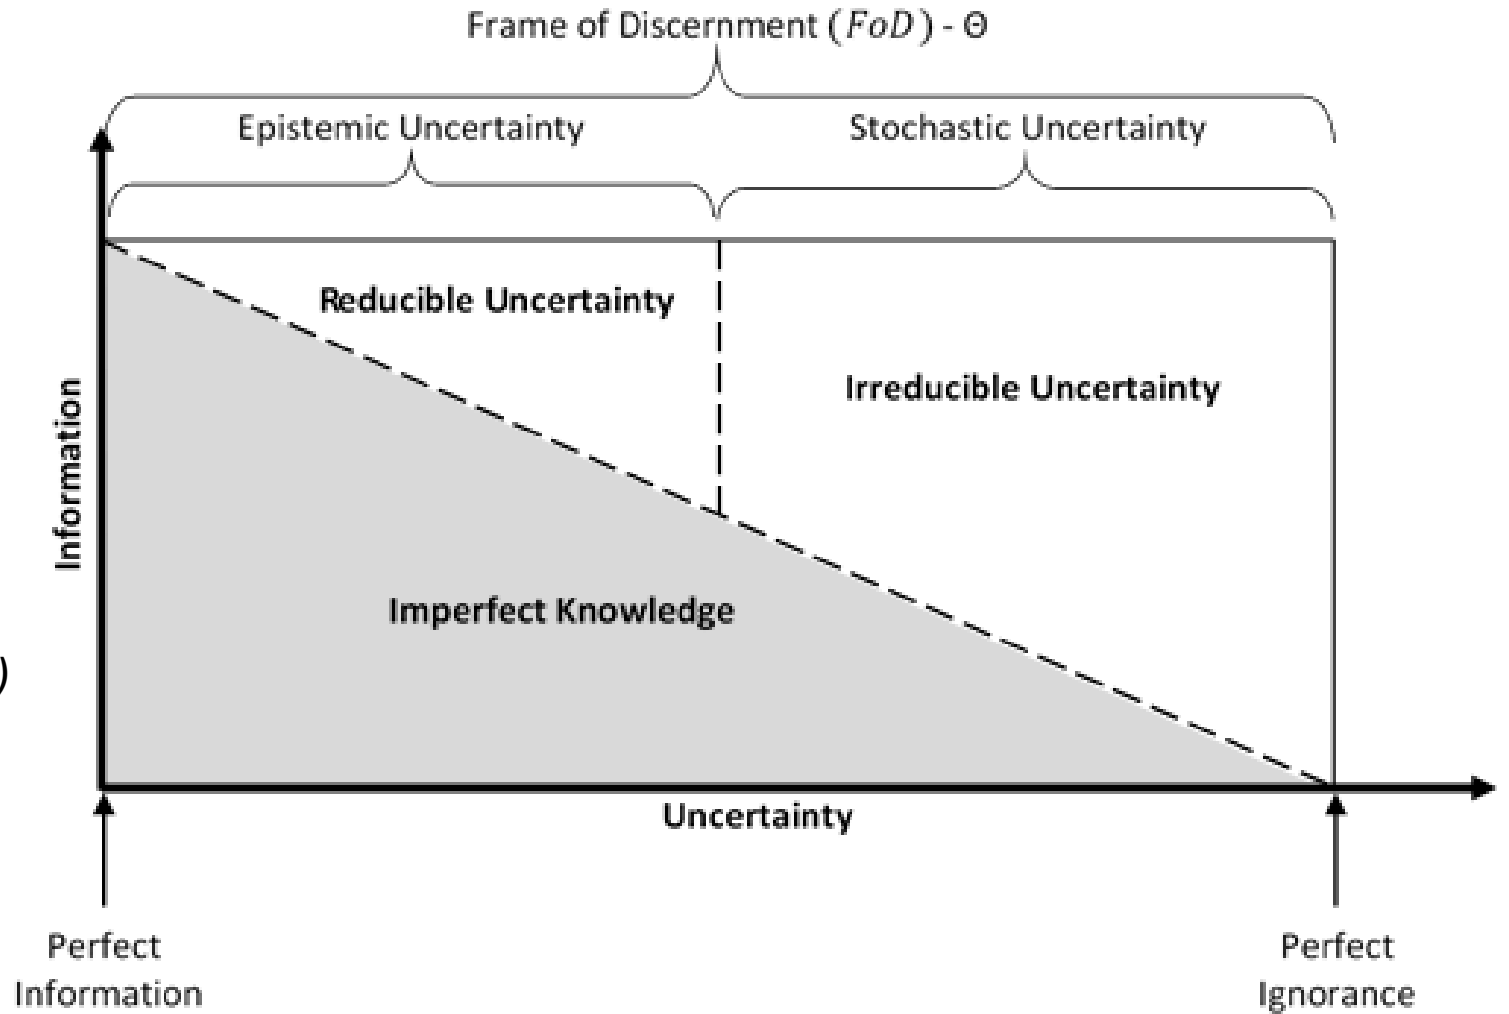 Frame of Discernment (FoD) - Θ
Epistemic Uncertainty
Stochastic Uncertainty
Reducible Uncertainty
Irreducible Uncertainty
Information
Imperfect Knowledge
)
Uncertainty
Perfect
Information
Perfect
Ignorance